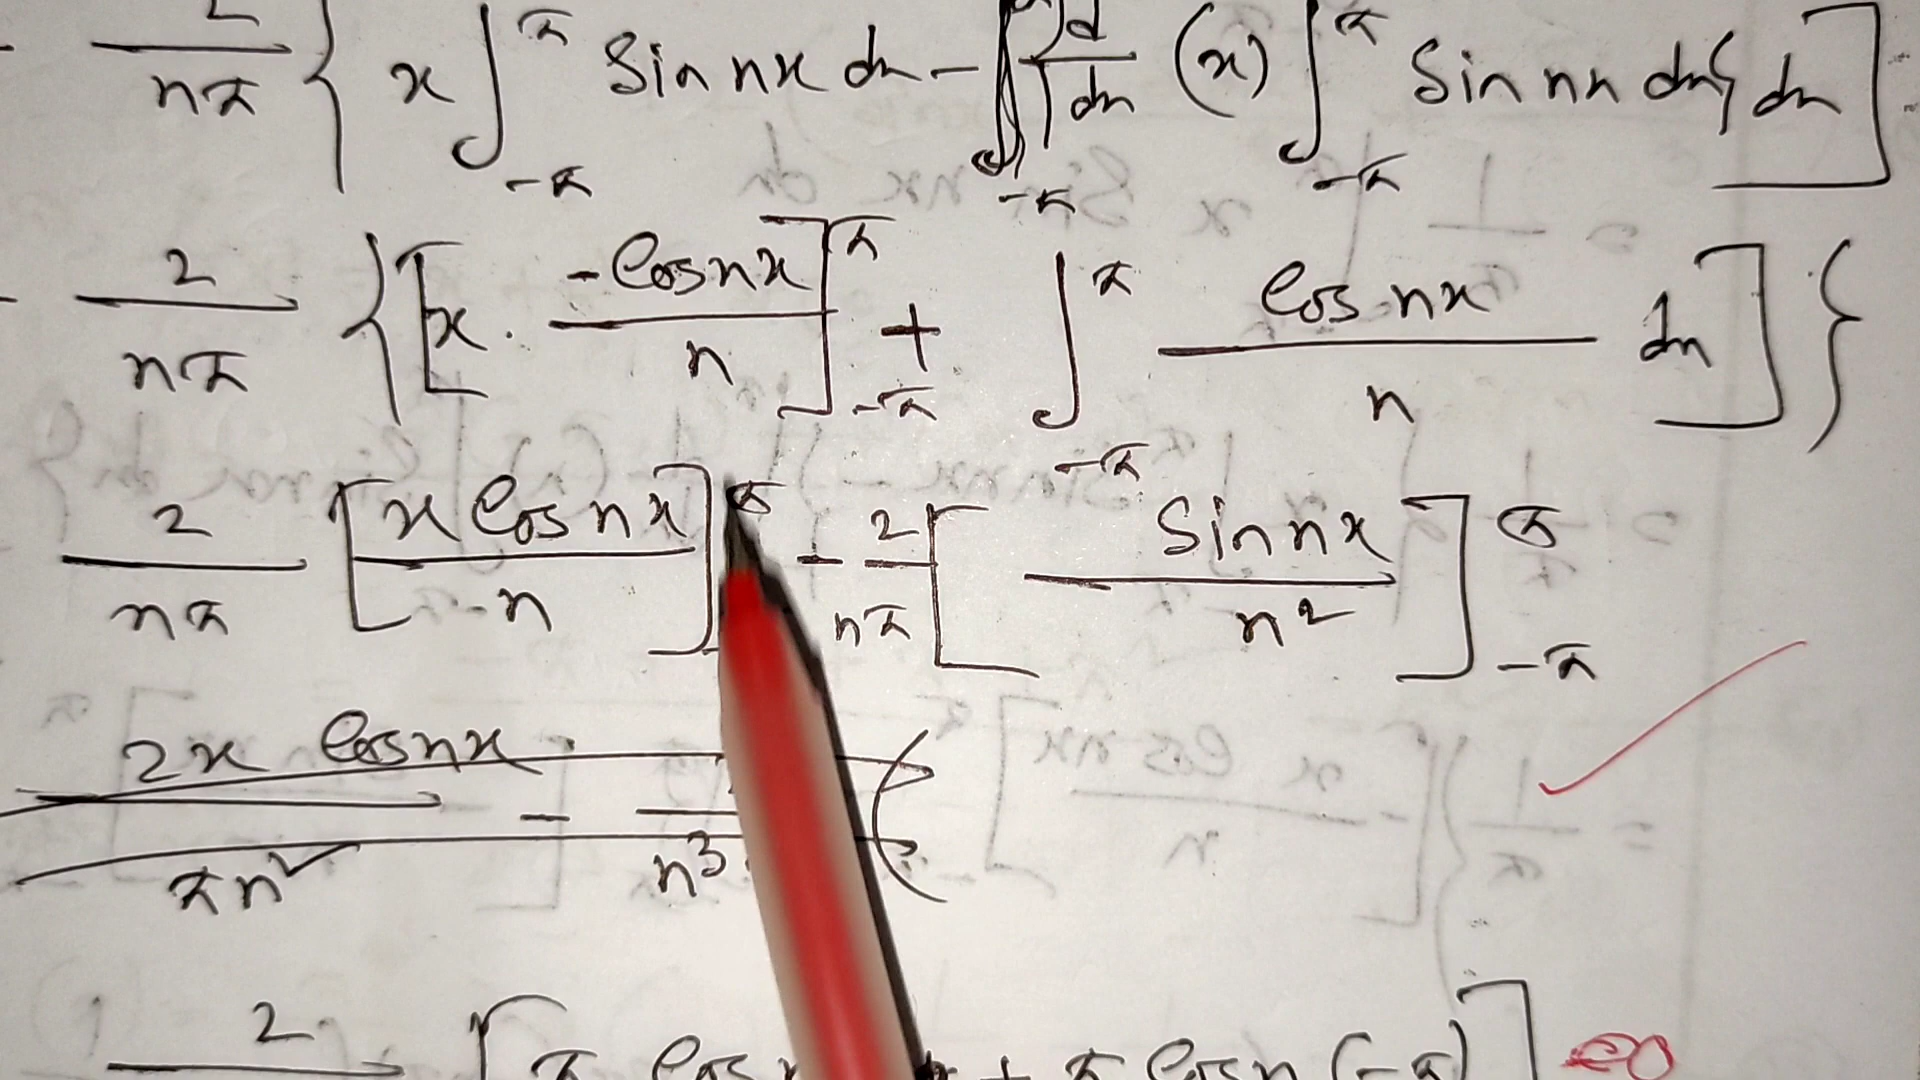 - 2/nπ { x ∫_{-π}^{π} Sin nx dx - ∫_{-π} { d/dx (x) ∫_{-π}^{π} Sin nx dx } dx ]
- 2/nπ { [ x · -Cos nx / n ]_{-π}^{π} + ∫_{-π}^{π} Cos nx / n dx ] }
2/nπ [ x Cos nx / n ]^{π} - 2/nπ [ Sin nx / n² ]_{-π}^{π}
2x Cos nx / πn² - / n³ (
2 [ π Cos n + π Cos n (-π) ] =0